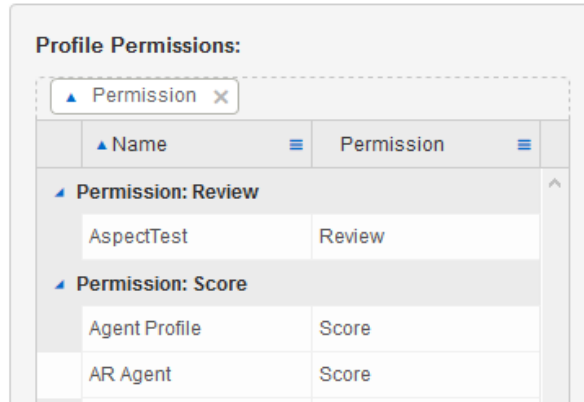 Profile Permissions:
Permission
Name Permission
Permission: Review
AspectTest Review
Permission: Score
Agent Profile Score
AR Agent Score